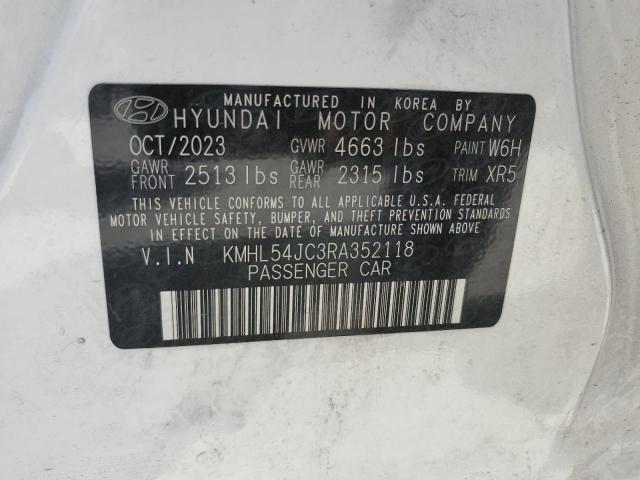 MANUFACTURED IN KOREA BY
HYUNDAI MOTOR COMPANY
OCT/2023 GVWR 4663 lbs PAINT W6H
GAWR FRONT 2513 lbs GAWR REAR 2315 lbs TRIM XR5
THIS VEHICLE CONFORMS TO ALL APPLICABLE U.S.A. FEDERAL
MOTOR VEHICLE SAFETY, BUMPER, AND THEFT PREVENTION STANDARDS
IN EFFECT ON THE DATE OF MANUFACTURE SHOWN ABOVE.
V.I.N KMHL54JC3RA352118
PASSENGER CAR